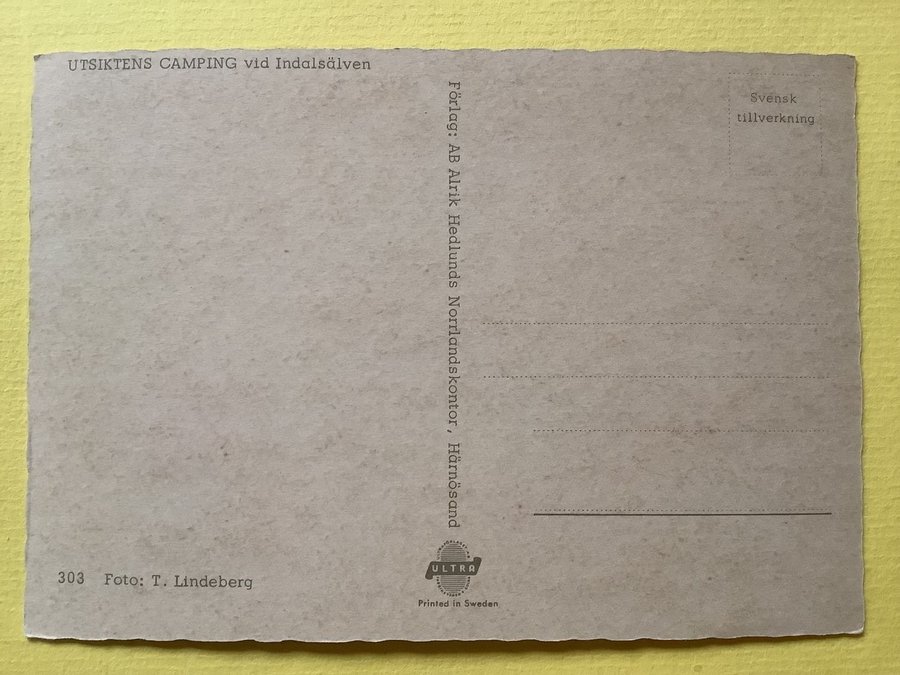 UTSIKTENS CAMPING vid Indalsälven
Förlag: AB Alrik Hedlunds Norrlandskontor, Härnösand
Svensk
tillverkning
303 Foto: T. Lindeberg
ULTRA
Printed in Sweden